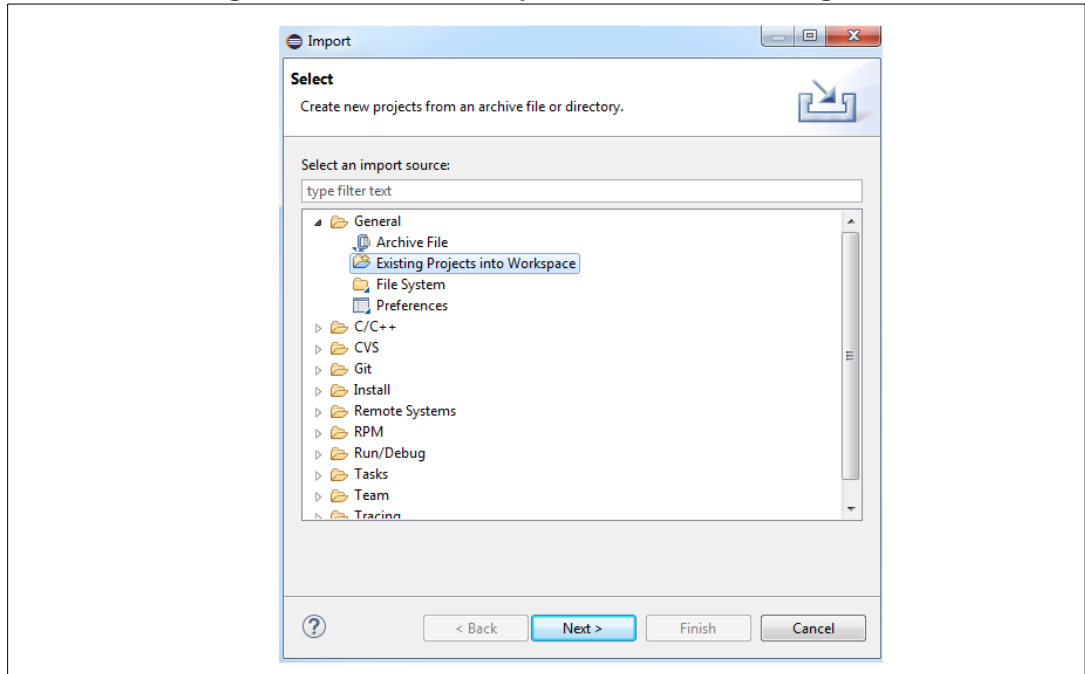 Import
Select
Create new projects from an archive file or directory.
Select an import source:
type filter text
General
Archive File
Existing Projects into Workspace
File System
Preferences
C/C++
CVS
Git
Install
Remote Systems
RPM
Run/Debug
Tasks
Team
Tracing
? < Back Next > Finish Cancel